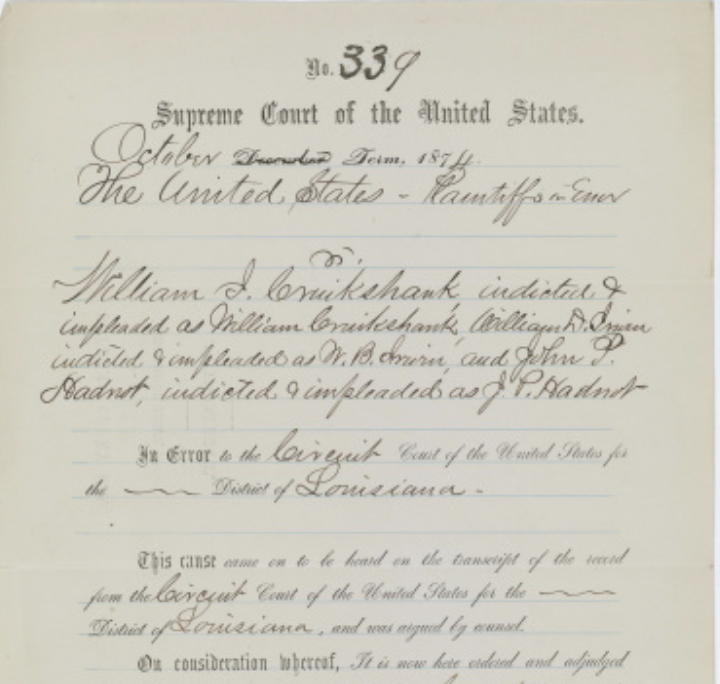 No. 339
Supreme Court of the United States.
October December Term, 1874.
The United States - Plaintiffs in Error
vs.
William J. Cruikshank, indicted &
impleaded as William Cruikshank, William D. Irwin
indicted & impleaded as W. B. Irwin, and John P.
Hadnot, indicted & impleaded as J. P. Hadnot
In Error to the Circuit Court of the United States for
the District of Louisiana -
This cause came on to be heard on the transcript of the record
from the Circuit Court of the United States for the
District of Louisiana, and was argued by counsel.
On consideration whereof, It is now here ordered and adjudged